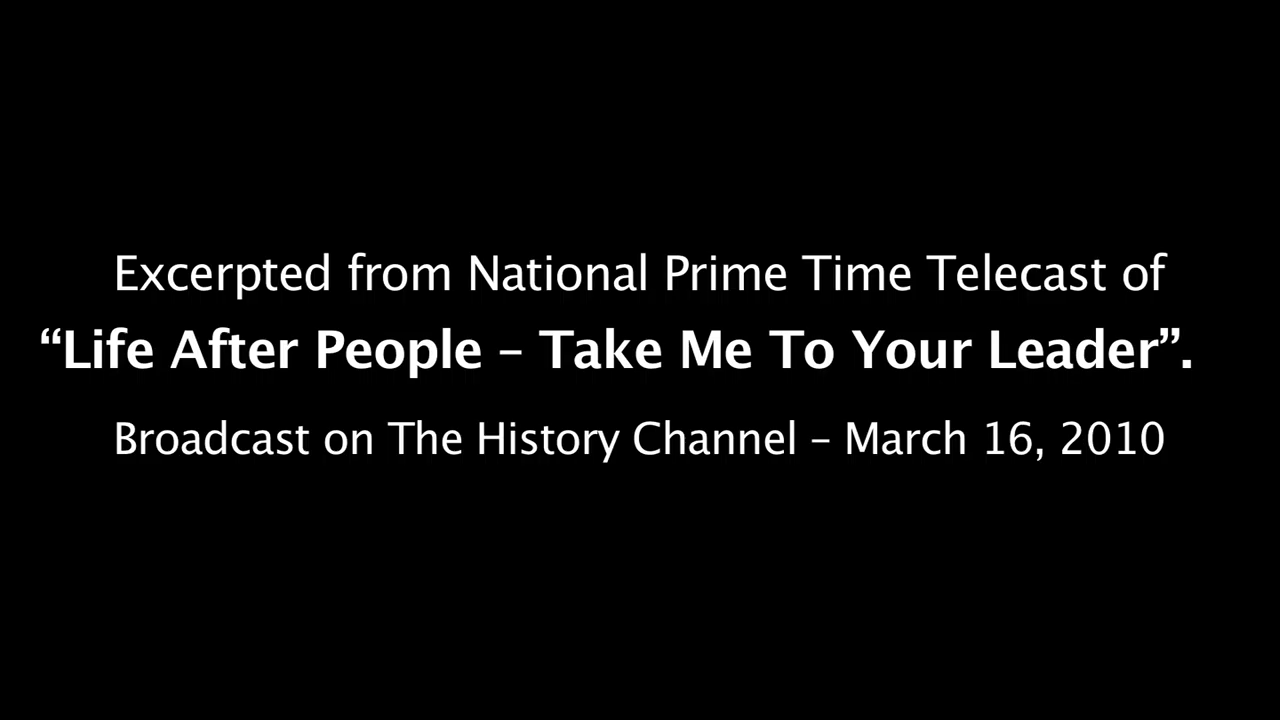 Excerpted from National Prime Time Telecast of
“Life After People – Take Me To Your Leader”.
Broadcast on The History Channel – March 16, 2010